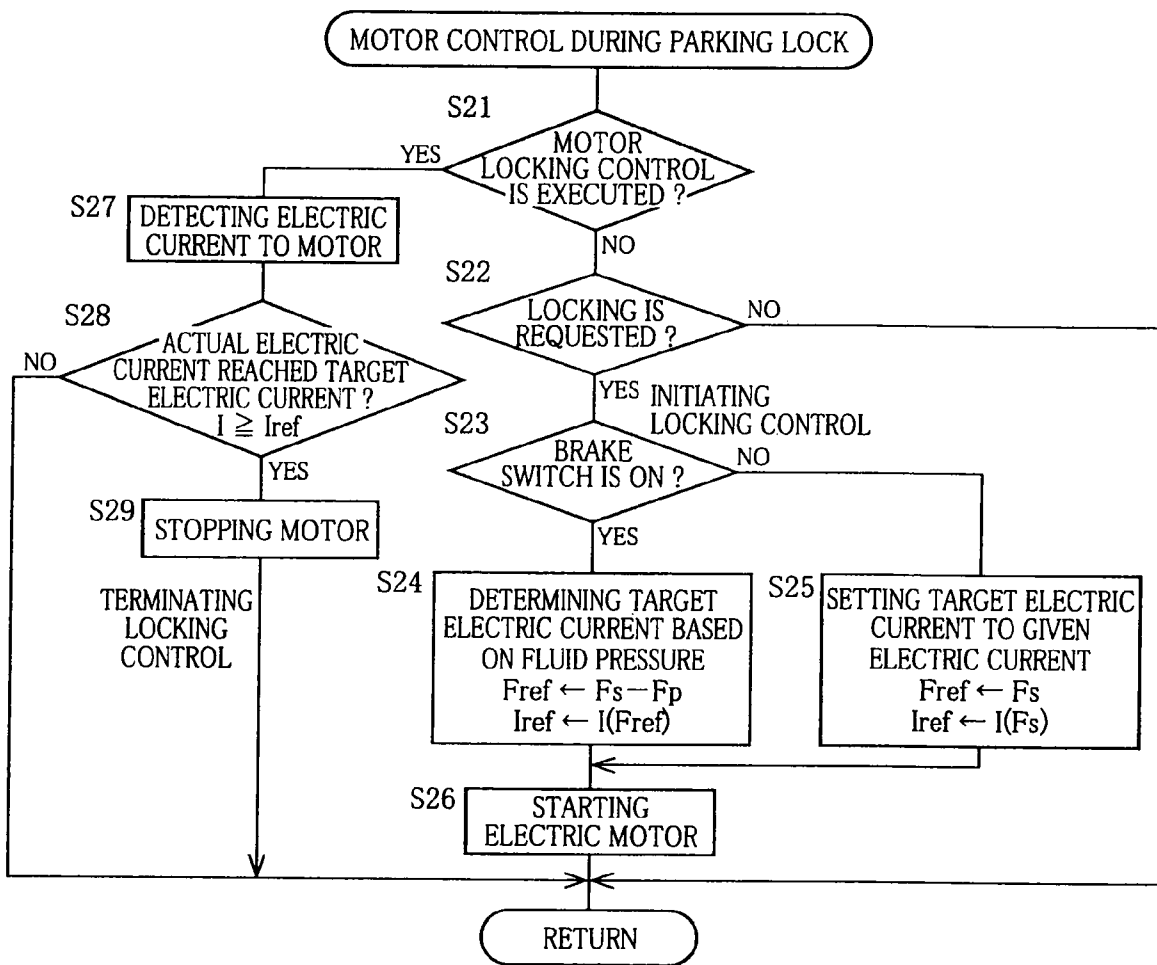 MOTOR CONTROL DURING PARKING LOCK
S21
MOTOR
LOCKING CONTROL
IS EXECUTED ?
YES
NO
S27
DETECTING ELECTRIC
CURRENT TO MOTOR
S22
LOCKING IS
REQUESTED ?
NO
YES
INITIATING
LOCKING CONTROL
S28
ACTUAL ELECTRIC
CURRENT REACHED TARGET
ELECTRIC CURRENT ?
I ≧ Iref
NO
YES
S23
BRAKE
SWITCH IS ON ?
NO
YES
S29
STOPPING MOTOR
TERMINATING
LOCKING
CONTROL
S24
DETERMINING TARGET
ELECTRIC CURRENT BASED
ON FLUID PRESSURE
Fref ← Fs – Fp
Iref ← I(Fref)
S25
SETTING TARGET ELECTRIC
CURRENT TO GIVEN
ELECTRIC CURRENT
Fref ← Fs
Iref ← I(Fs)
S26
STARTING
ELECTRIC MOTOR
RETURN